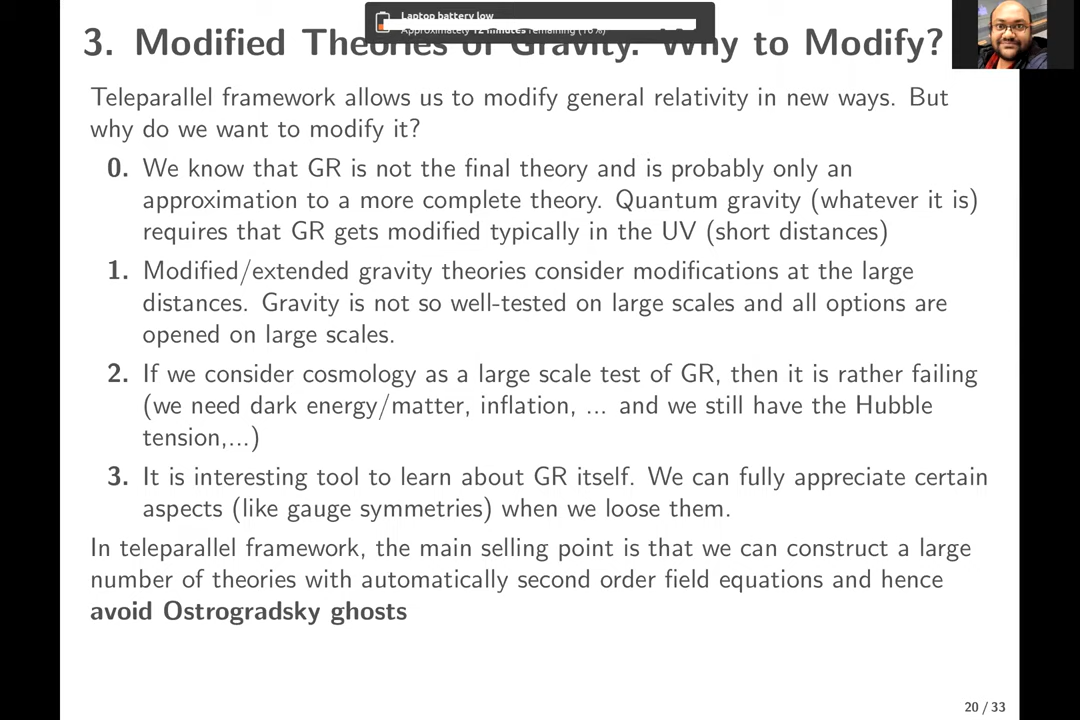 Laptop battery low
Approximately 12 minutes remaining (16%)
3. Modified Theories of Gravity. Why to Modify?
Teleparallel framework allows us to modify general relativity in new ways. But
why do we want to modify it?
0. We know that GR is not the final theory and is probably only an
approximation to a more complete theory. Quantum gravity (whatever it is)
requires that GR gets modified typically in the UV (short distances)
1. Modified/extended gravity theories consider modifications at the large
distances. Gravity is not so well-tested on large scales and all options are
opened on large scales.
2. If we consider cosmology as a large scale test of GR, then it is rather failing
(we need dark energy/matter, inflation, ... and we still have the Hubble
tension,...)
3. It is interesting tool to learn about GR itself. We can fully appreciate certain
aspects (like gauge symmetries) when we loose them.
In teleparallel framework, the main selling point is that we can construct a large
number of theories with automatically second order field equations and hence
avoid Ostrogradsky ghosts
20 / 33